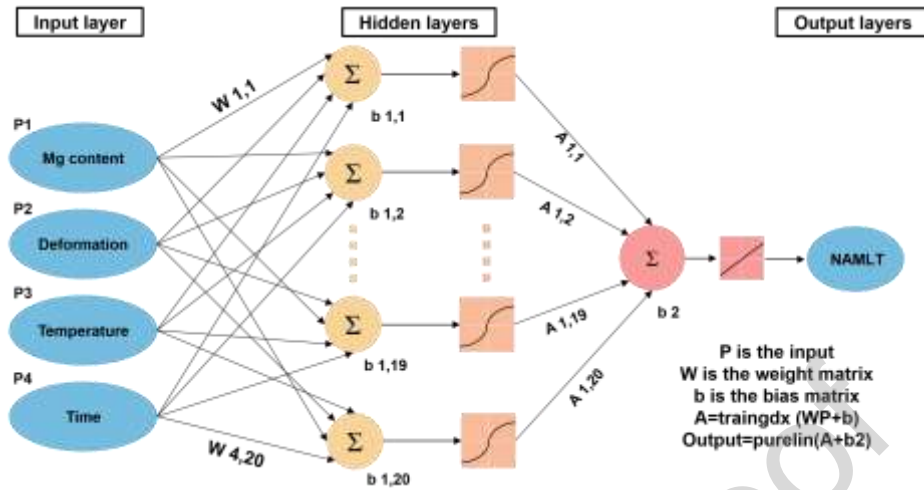 Input layer
Hidden layers
Output layers
W 1,1
Σ
b 1,1
A 1,1
P1
Mg content
Σ
b 1,2
A 1,2
P2
Deformation
Σ
b 2
NAMLT
P3
Temperature
Σ
b 1,19
A 1,19
P4
Time
W 4,20
Σ
b 1,20
A 1,20
P is the input
W is the weight matrix
b is the bias matrix
A=traingdx (WP+b)
Output=purelin(A+b2)